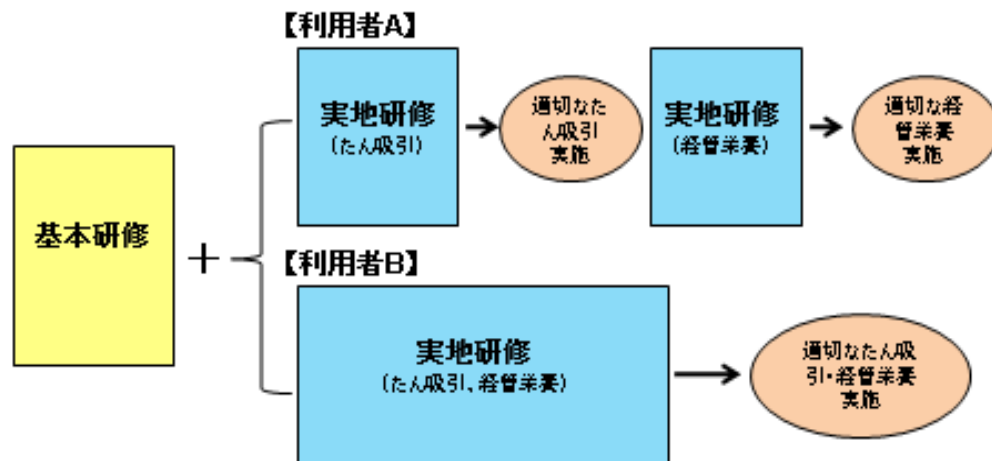 【利用者A】
実地研修
(たん吸引)
適切なた
ん吸引
実施
実地研修
(経管栄養)
適切な経
管栄養
実施
基本研修
+
【利用者B】
実地研修
(たん吸引、経管栄養)
適切なたん吸
引・経管栄養
実施